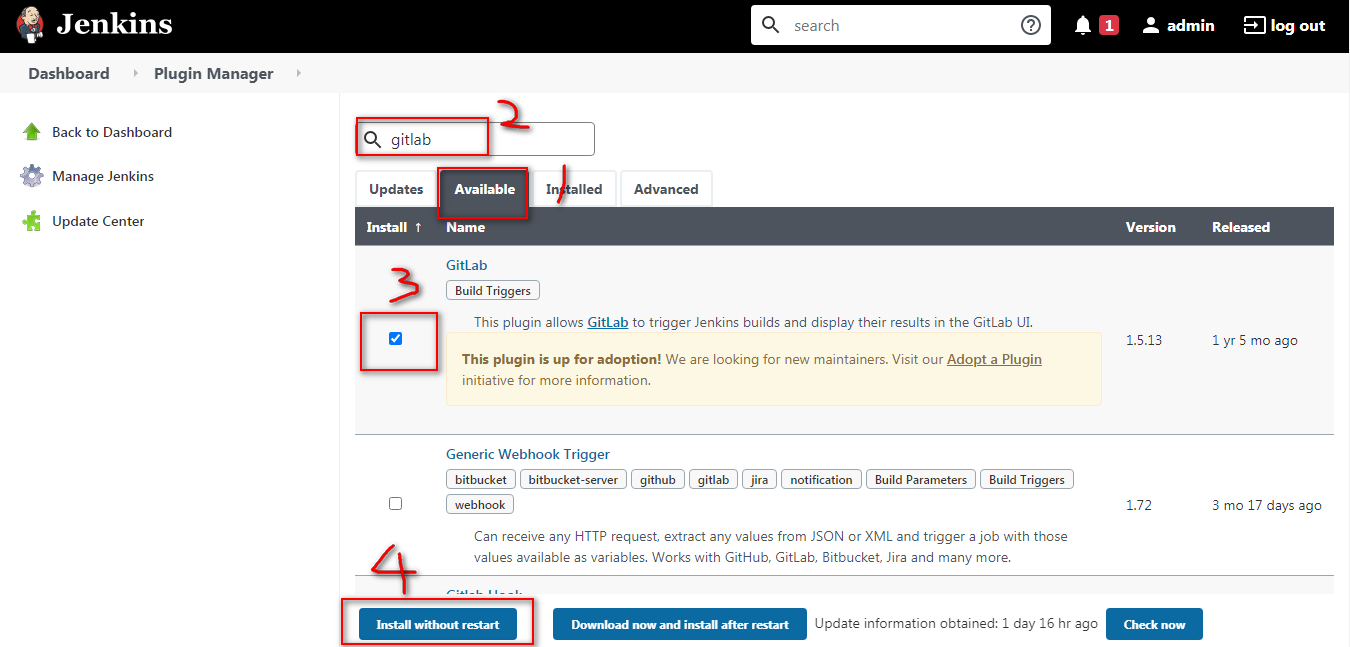 Jenkins
search
1
admin
log out
Dashboard
Plugin Manager
Back to Dashboard
Manage Jenkins
Update Center
gitlab
2
Updates
Available
1
Installed
Advanced
Install ↑
Name
Version
Released
3
GitLab
Build Triggers
This plugin allows GitLab to trigger Jenkins builds and display their results in the GitLab UI.
This plugin is up for adoption! We are looking for new maintainers. Visit our Adopt a Plugin
initiative for more information.
1.5.13
1 yr 5 mo ago
Generic Webhook Trigger
bitbucket
bitbucket-server
github
gitlab
jira
notification
Build Parameters
Build Triggers
webhook
Can receive any HTTP request, extract any values from JSON or XML and trigger a job with those
values available as variables. Works with GitHub, GitLab, Bitbucket, Jira and many more.
1.72
3 mo 17 days ago
4
Gitlab Hook
Install without restart
Download now and install after restart
Update information obtained: 1 day 16 hr ago
Check now